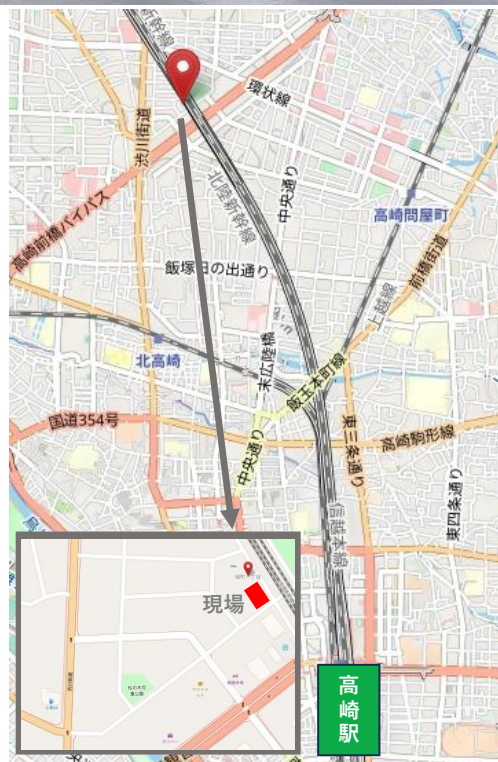 環状線
渋川街道
北陸新幹線
中央通り
高崎問屋町
高崎前橋バイパス
前橋街道
飯塚日の出通り
上越線
末広陸橋
北高崎
飯玉本町線
国道354号
東三条通り
高崎駒形線
中央通り
東四条通り
信越本線
現場
高崎駅